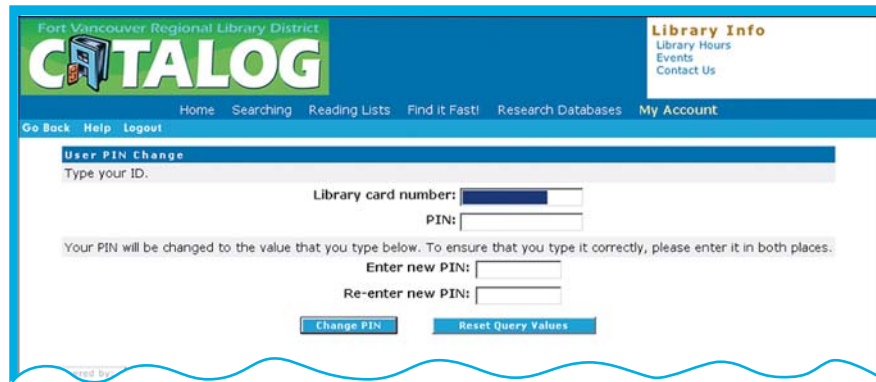 Fort Vancouver Regional Library District
CATALOG
Library Info
Library Hours
Events
Contact Us
Home Searching Reading Lists Find it Fast! Research Databases My Account
Go Back Help Logout
User PIN Change
Type your ID.
Library card number:
PIN:
Your PIN will be changed to the value that you type below. To ensure that you type it correctly, please enter it in both places.
Enter new PIN:
Re-enter new PIN:
Change PIN Reset Query Values